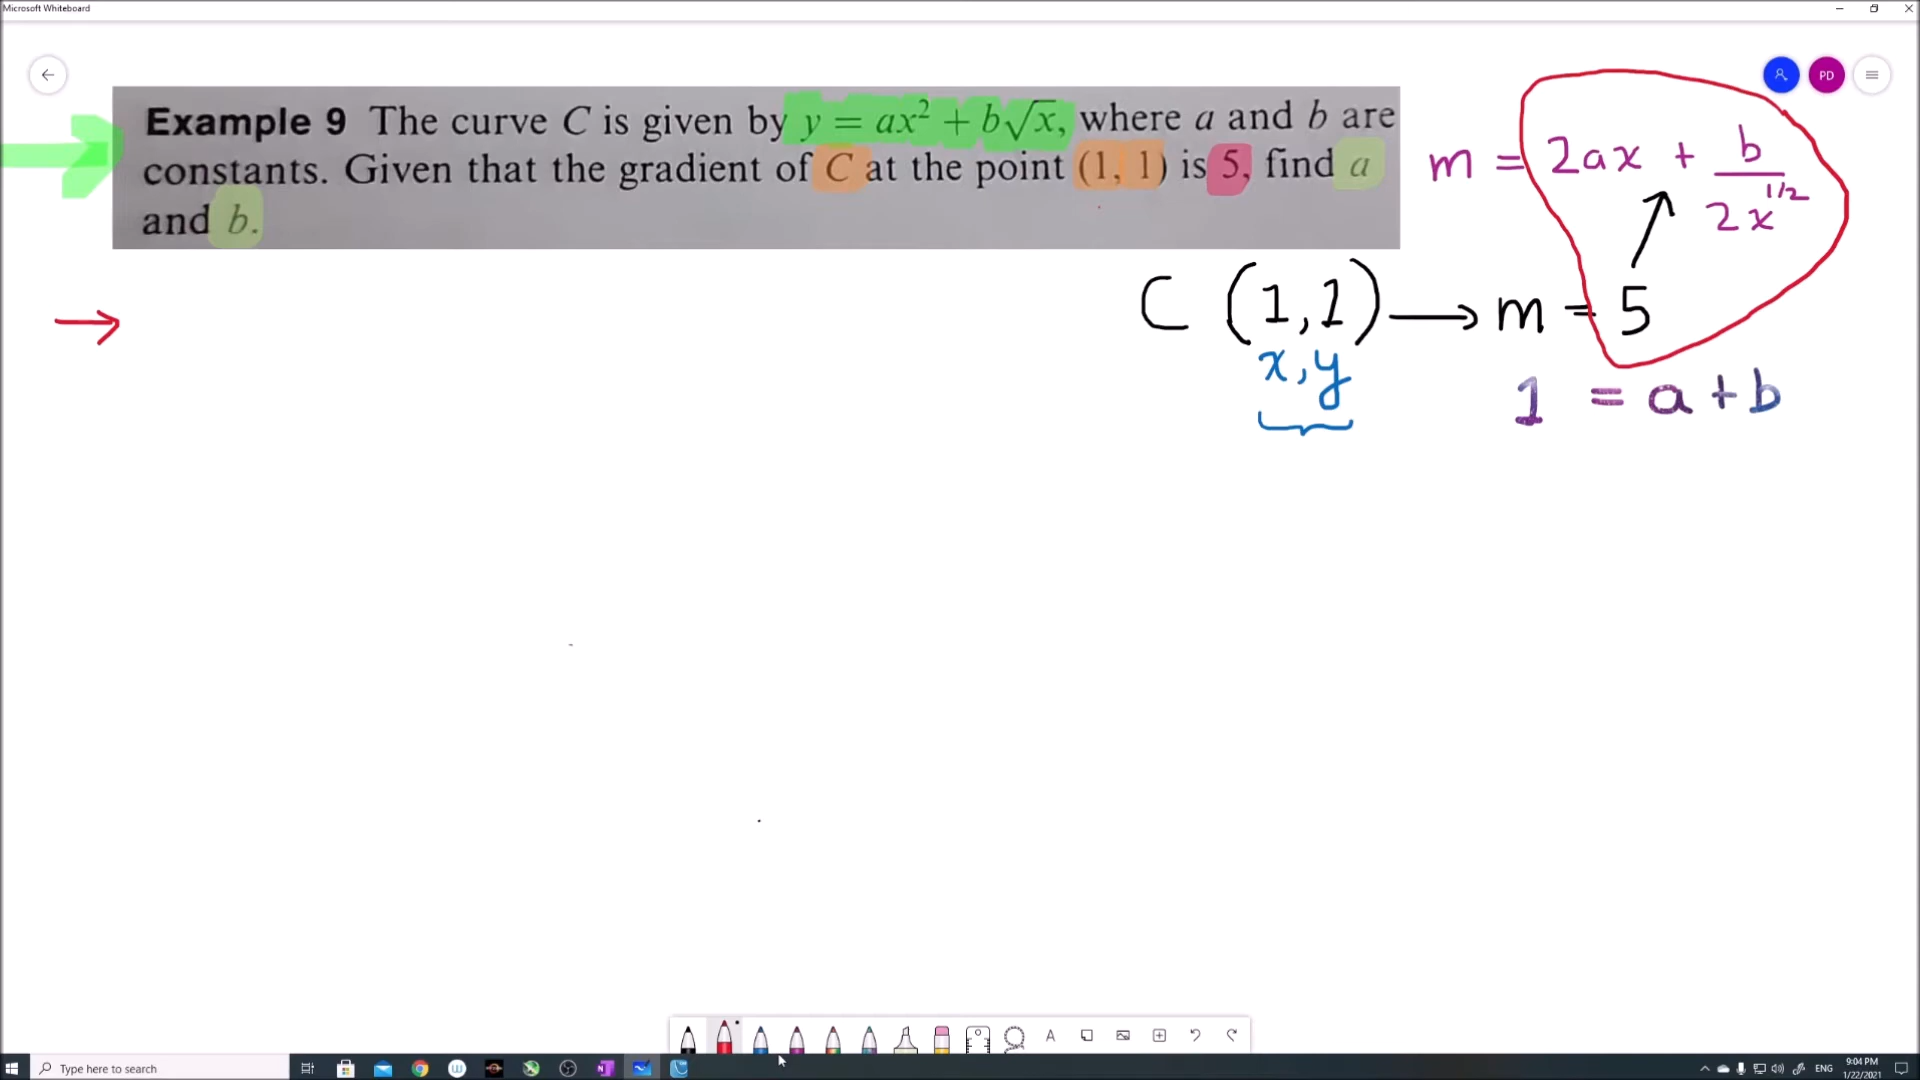 Microsoft Whiteboard
PD
Example 9 The curve C is given by y = ax² + b√x, where a and b are
constants. Given that the gradient of C at the point (1, 1) is 5, find a
and b.
m = 2ax + b/2x^1/2
C (1,1) → m = 5
x,y
1 = a + b
A
Type here to search
ENG
9:04 PM
1/22/2021